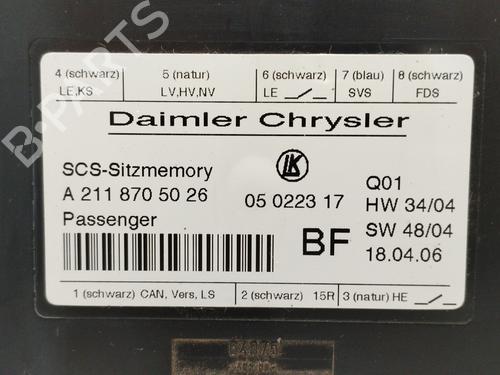 4 (schwarz) 5 (natur) 6 (schwarz) 7 (blau) 8 (schwarz)
LE,KS LV,HV,NV LE SVS FDS
Daimler Chrysler
SCS-Sitzmemory LK
A 211 870 50 26 05 0223 17 Q01
HW 34/04
Passenger BF SW 48/04
18.04.06
1 (schwarz) CAN, Vers, LS 2 (schwarz) 15R 3 (natur) HE
B-PARTS